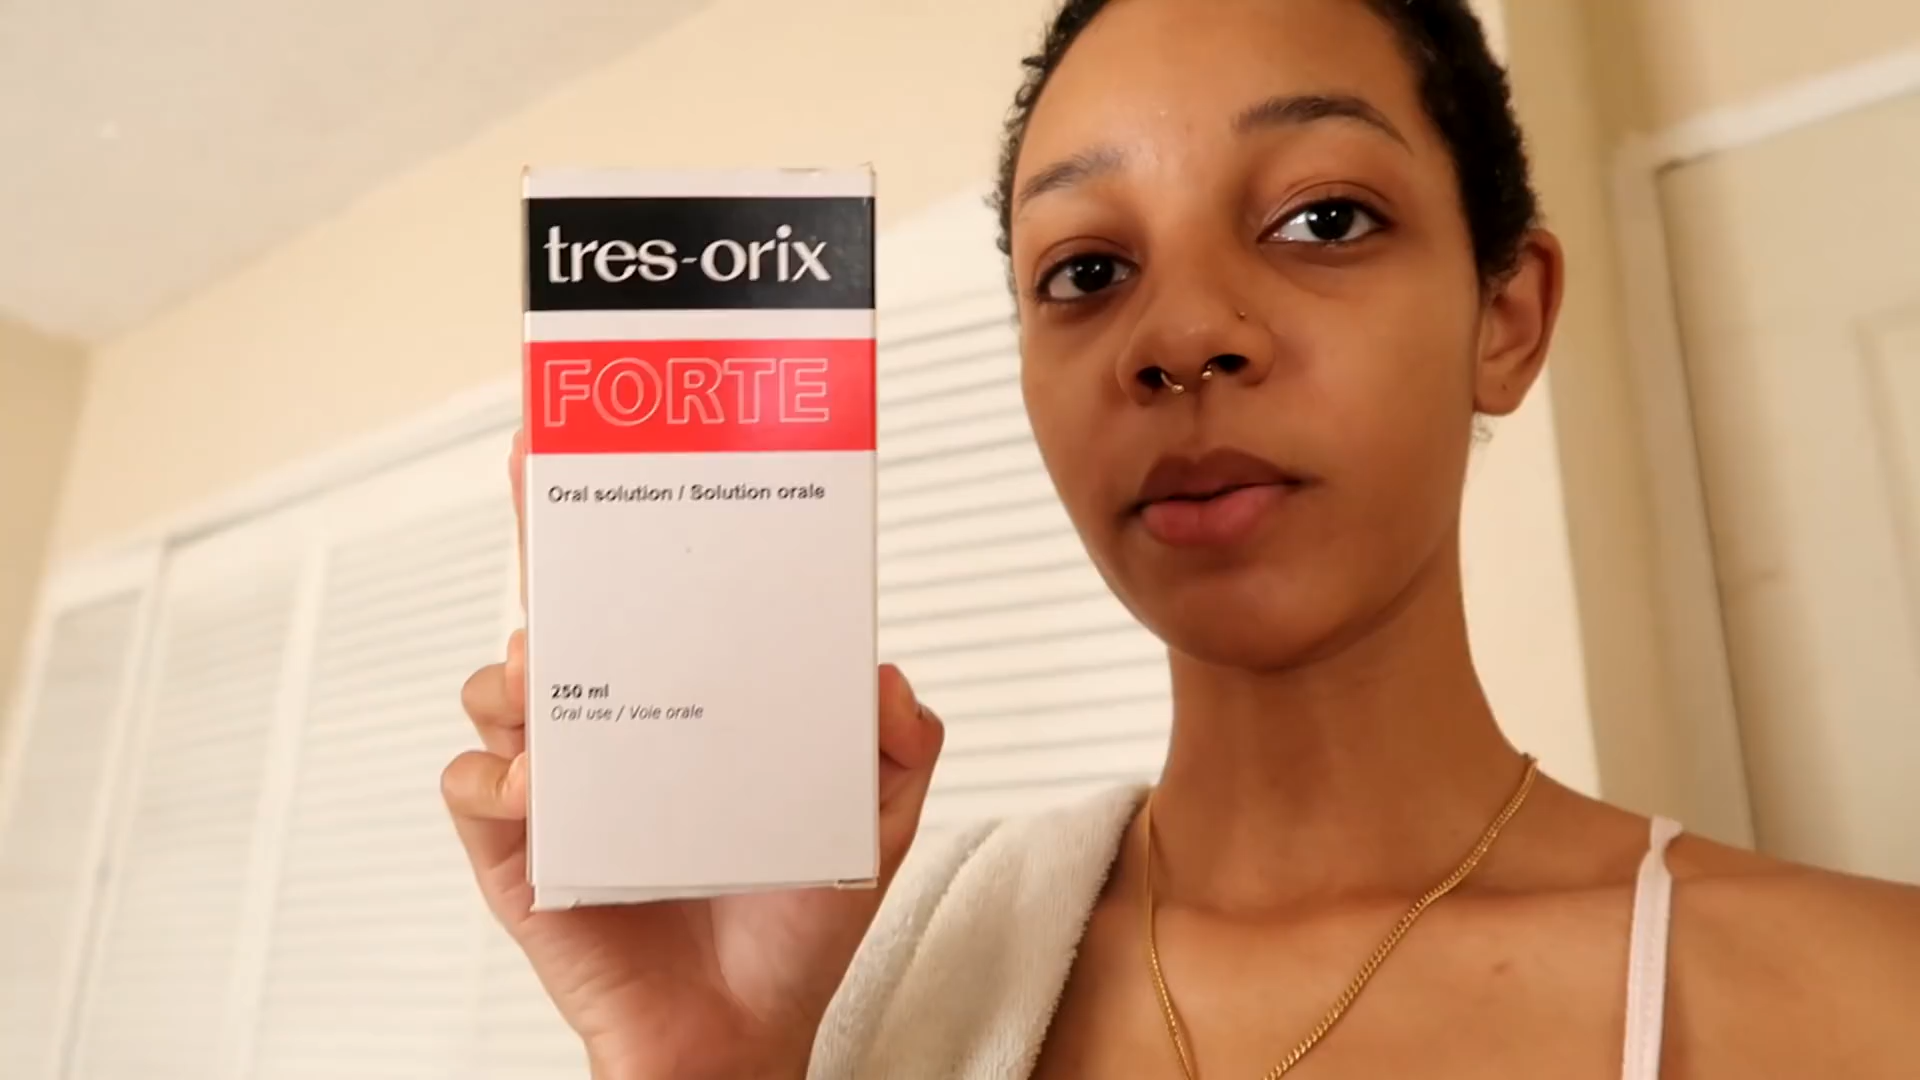 tres-orix
FORTE
Oral solution / Solution orale
250 ml
Oral use / Voie orale